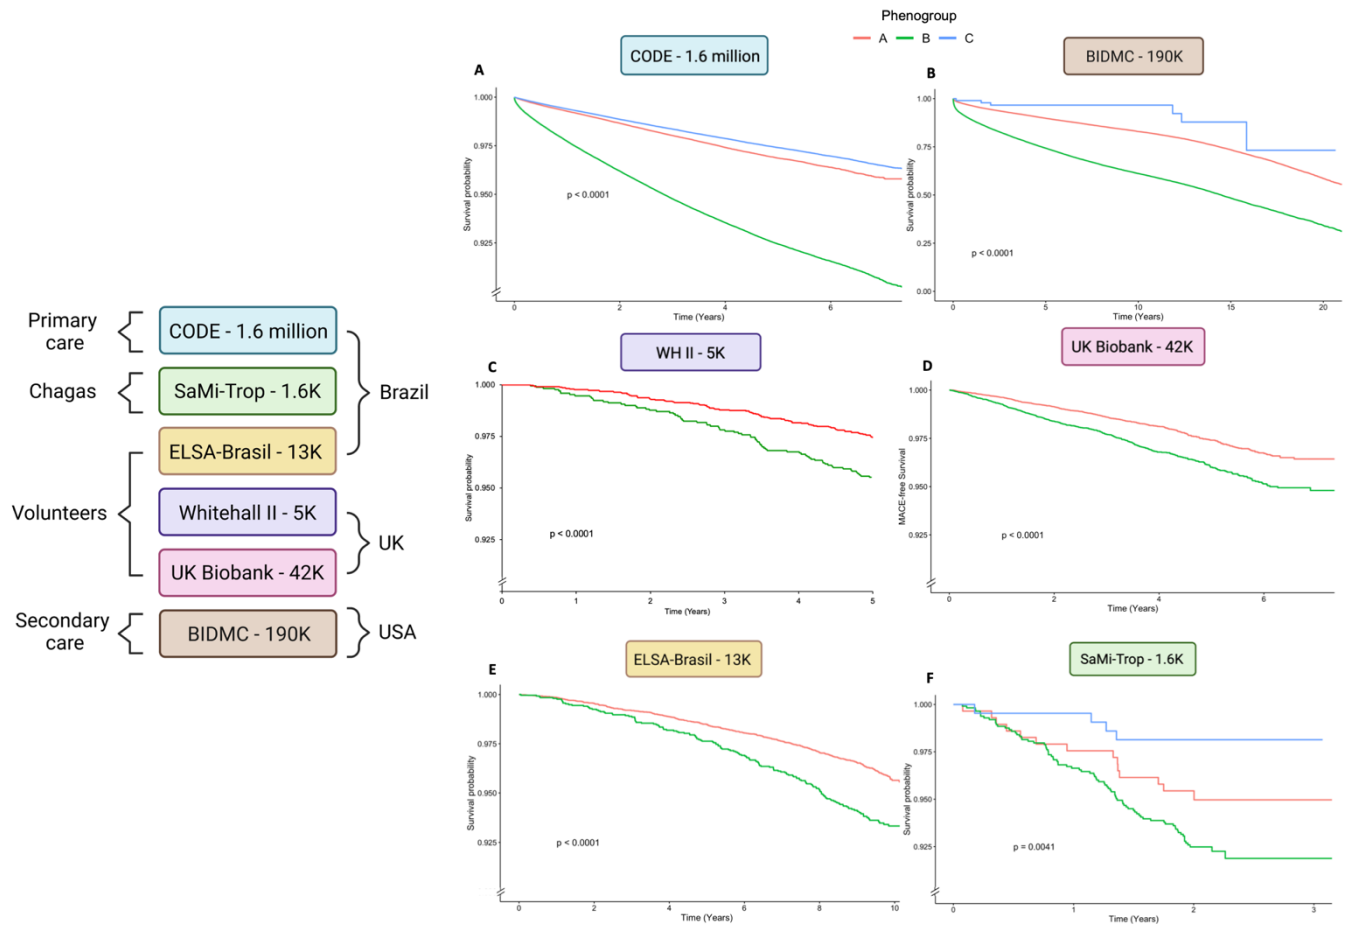 Phenogroup
A B C
Primary
care
CODE - 1.6 million
Chagas
SaMi-Trop - 1.6K
Brazil
ELSA-Brasil - 13K
Volunteers
Whitehall II - 5K
UK
UK Biobank - 42K
Secondary
care
BIDMC - 190K
USA
A
CODE - 1.6 million
Survival probability
1.000
0.975
0.950
0.925
p < 0.0001
0 2 4 6
Time (Years)
B
BIDMC - 190K
Survival probability
1.00
0.75
0.50
0.25
0.00
p < 0.0001
0 5 10 15 20
Time (Years)
C
WH II - 5K
Survival probability
1.000
0.975
0.950
0.925
p < 0.0001
0 1 2 3 4 5
Time (Years)
D
UK Biobank - 42K
MACE-free Survival
1.000
0.975
0.950
0.925
p < 0.0001
0 2 4 6
Time (Years)
E
ELSA-Brasil - 13K
Survival probability
1.000
0.975
0.950
0.925
p < 0.0001
0 2 4 6 8 10
Time (Years)
F
SaMi-Trop - 1.6K
Survival probability
1.000
0.975
0.950
0.925
p = 0.0041
0 1 2 3
Time (Years)